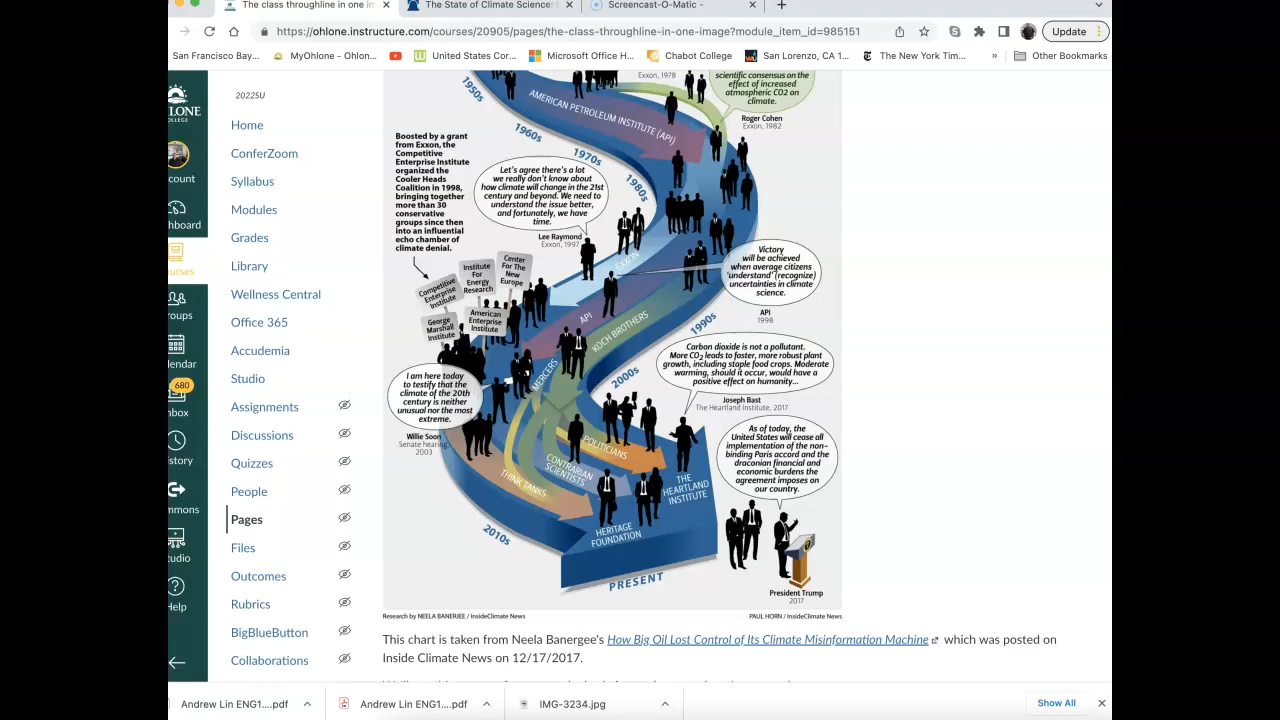 The class throughline in one im
The State of Climate Science:
Screencast-O-Matic -
https://ohlone.instructure.com/courses/20905/pages/the-class-throughline-in-one-image?module_item_id=985151
Update
San Francisco Bay...
MyOhlone - Ohlon...
United States Cor...
Microsoft Office H...
Chabot College
San Lorenzo, CA 1...
The New York Tim...
»
Other Bookmarks
HLONE
COLLEGE
count
hboard
urses
roups
lendar
680
nbox
istory
mmons
tudio
Help
2022SU
Home
ConferZoom
Syllabus
Modules
Grades
Library
Wellness Central
Office 365
Accudemia
Studio
Assignments
Discussions
Quizzes
People
Pages
Files
Outcomes
Rubrics
BigBlueButton
Collaborations
Exxon, 1978
scientific consensus on the
effect of increased
atmospheric CO2 on
climate.
Roger Cohen
Exxon, 1982
1950s
AMERICAN PETROLEUM INSTITUTE (API)
1960s
1970s
1980s
Boosted by a grant
from Exxon, the
Competitive
Enterprise Institute
organized the
Cooler Heads
Coalition in 1998,
bringing together
more than 30
conservative
groups since then
into an influential
echo chamber of
climate denial.
Let's agree there's a lot
we really don't know about
how climate will change in the 21st
century and beyond. We need to
understand the issue better,
and fortunately, we have
time.
Lee Raymond
Exxon, 1997
EXXON
Victory
will be achieved
when average citizens
'understand' (recognize)
uncertainties in climate
science.
API
1998
Competitive
Enterprise
Institute
Institute
For
Energy
Research
Center
For The
New
Europe
George
Marshall
Institute
American
Enterprise
Institute
API
KOCH BROTHERS
1990s
MERCERS
2000s
Carbon dioxide is not a pollutant.
More CO2 leads to faster, more robust plant
growth, including staple food crops. Moderate
warming, should it occur, would have a
positive effect on humanity...
Joseph Bast
The Heartland Institute, 2017
I am here today
to testify that the
climate of the 20th
century is neither
unusual nor the most
extreme.
Willie Soon
Senate hearing,
2003
As of today, the
United States will cease all
implementation of the non-
binding Paris accord and the
draconian financial and
economic burdens the
agreement imposes on
our country.
President Trump
2017
POLITICIANS
CONTRARIAN
SCIENTISTS
THINK TANKS
THE
HEARTLAND
INSTITUTE
HERITAGE
FOUNDATION
2010s
PRESENT
Research by NEELA BANERJEE / InsideClimate News
PAUL HORN / InsideClimate News
This chart is taken from Neela Banergee's How Big Oil Lost Control of Its Climate Misinformation Machine which was posted on
Inside Climate News on 12/17/2017.
Andrew Lin ENG1....pdf
Andrew Lin ENG1....pdf
IMG-3234.jpg
Show All